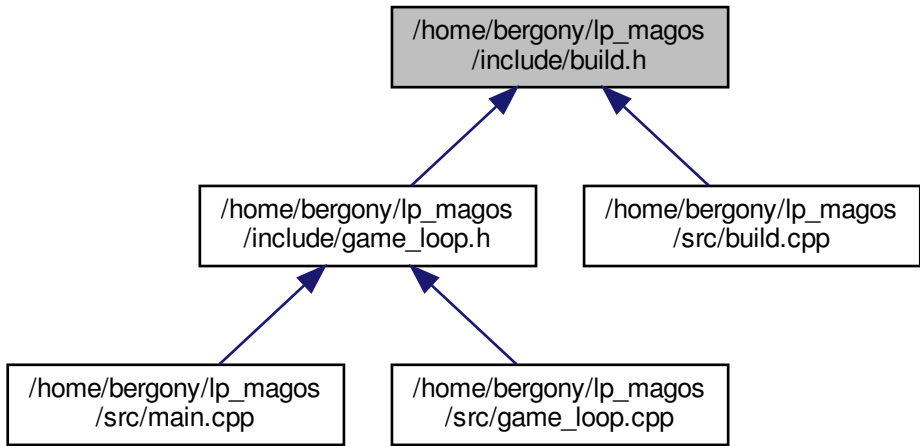 /home/bergony/lp_magos
/include/build.h
/home/bergony/lp_magos
/include/game_loop.h
/home/bergony/lp_magos
/src/build.cpp
/home/bergony/lp_magos
/src/main.cpp
/home/bergony/lp_magos
/src/game_loop.cpp